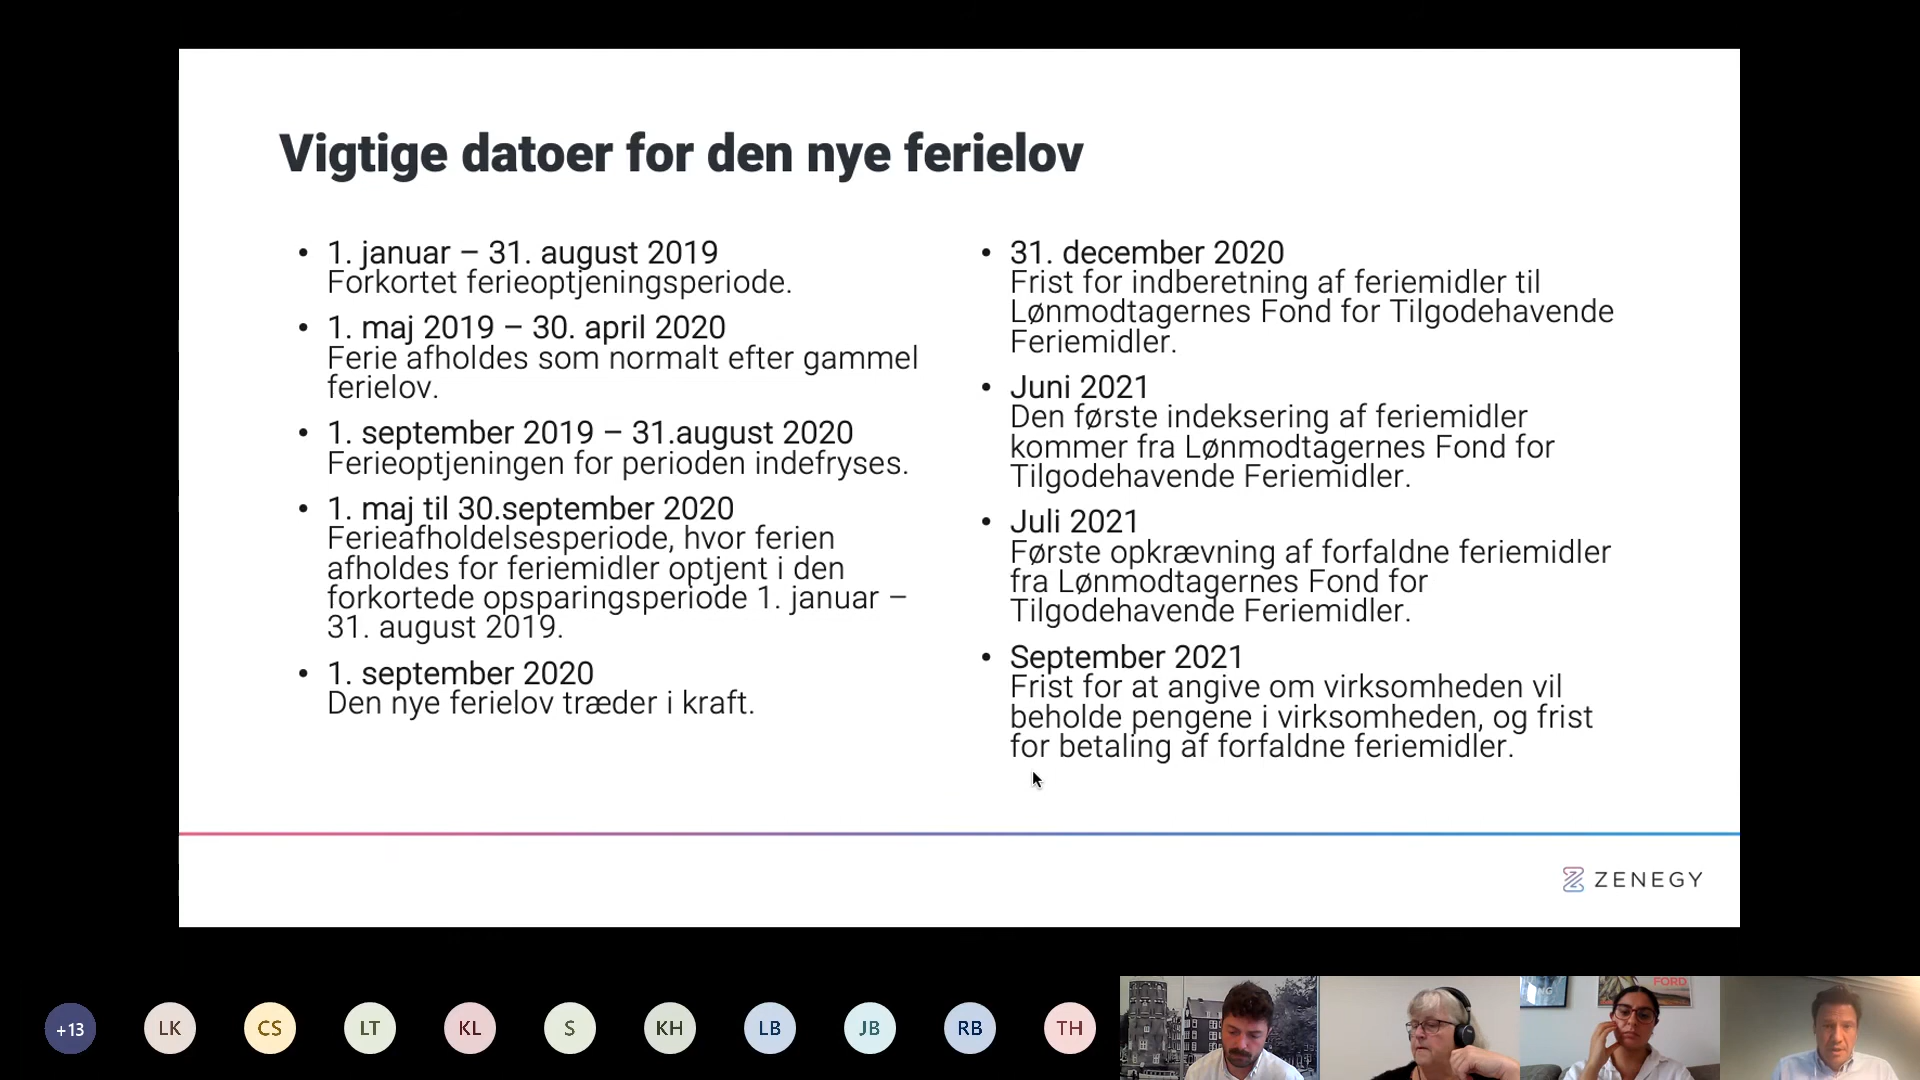 Vigtige datoer for den nye ferielov
• 1. januar – 31. august 2019
Forkortet ferieoptjeningsperiode.
• 1. maj 2019 – 30. april 2020
Ferie afholdes som normalt efter gammel
ferielov.
• 1. september 2019 – 31.august 2020
Ferieoptjeningen for perioden indefryses.
• 1. maj til 30.september 2020
Ferieafholdelsesperiode, hvor ferien
afholdes for feriemidler optjent i den
forkortede opsparingsperiode 1. januar –
31. august 2019.
• 1. september 2020
Den nye ferielov træder i kraft.
• 31. december 2020
Frist for indberetning af feriemidler til
Lønmodtagernes Fond for Tilgodehavende
Feriemidler.
• Juni 2021
Den første indeksering af feriemidler
kommer fra Lønmodtagernes Fond for
Tilgodehavende Feriemidler.
• Juli 2021
Første opkrævning af forfaldne feriemidler
fra Lønmodtagernes Fond for
Tilgodehavende Feriemidler.
• September 2021
Frist for at angive om virksomheden vil
beholde pengene i virksomheden, og frist
for betaling af forfaldne feriemidler.
ZENEGY
+13 LK CS LT KL S KH LB JB RB TH
FORD